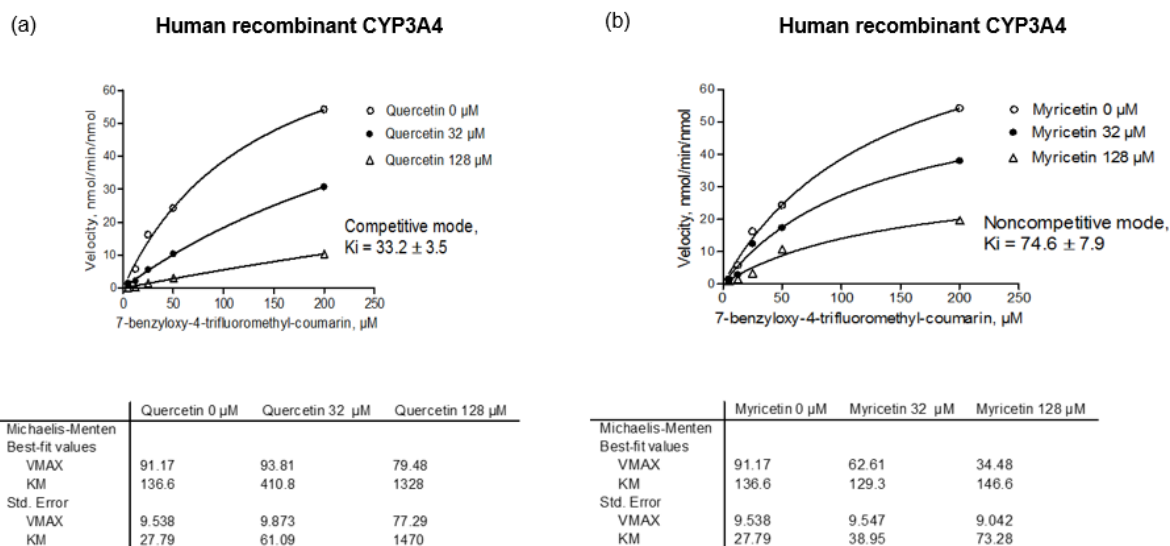 (a)
Human recombinant CYP3A4
60
50
40
30
20
10
0
Velocity, nmol/min/nmol
0 50 100 150 200 250
7-benzyloxy-4-trifluoromethyl-coumarin, µM
Quercetin 0 µM
Quercetin 32 µM
Quercetin 128 µM
Competitive mode,
Ki = 33.2 ± 3.5
(b)
Human recombinant CYP3A4
60
50
40
30
20
10
0
Velocity, nmol/min/nmol
0 50 100 150 200 250
7-benzyloxy-4-trifluoromethyl-coumarin, µM
Myricetin 0 µM
Myricetin 32 µM
Myricetin 128 µM
Noncompetitive mode,
Ki = 74.6 ± 7.9
Quercetin 0 µM Quercetin 32 µM Quercetin 128 µM
Michaelis-Menten
Best-fit values
VMAX 91.17 93.81 79.48
KM 136.6 410.8 1328
Std. Error
VMAX 9.538 9.873 77.29
KM 27.79 61.09 1470
Myricetin 0 µM Myricetin 32 µM Myricetin 128 µM
Michaelis-Menten
Best-fit values
VMAX 91.17 62.61 34.48
KM 136.6 129.3 146.6
Std. Error
VMAX 9.538 9.547 9.042
KM 27.79 38.95 73.28